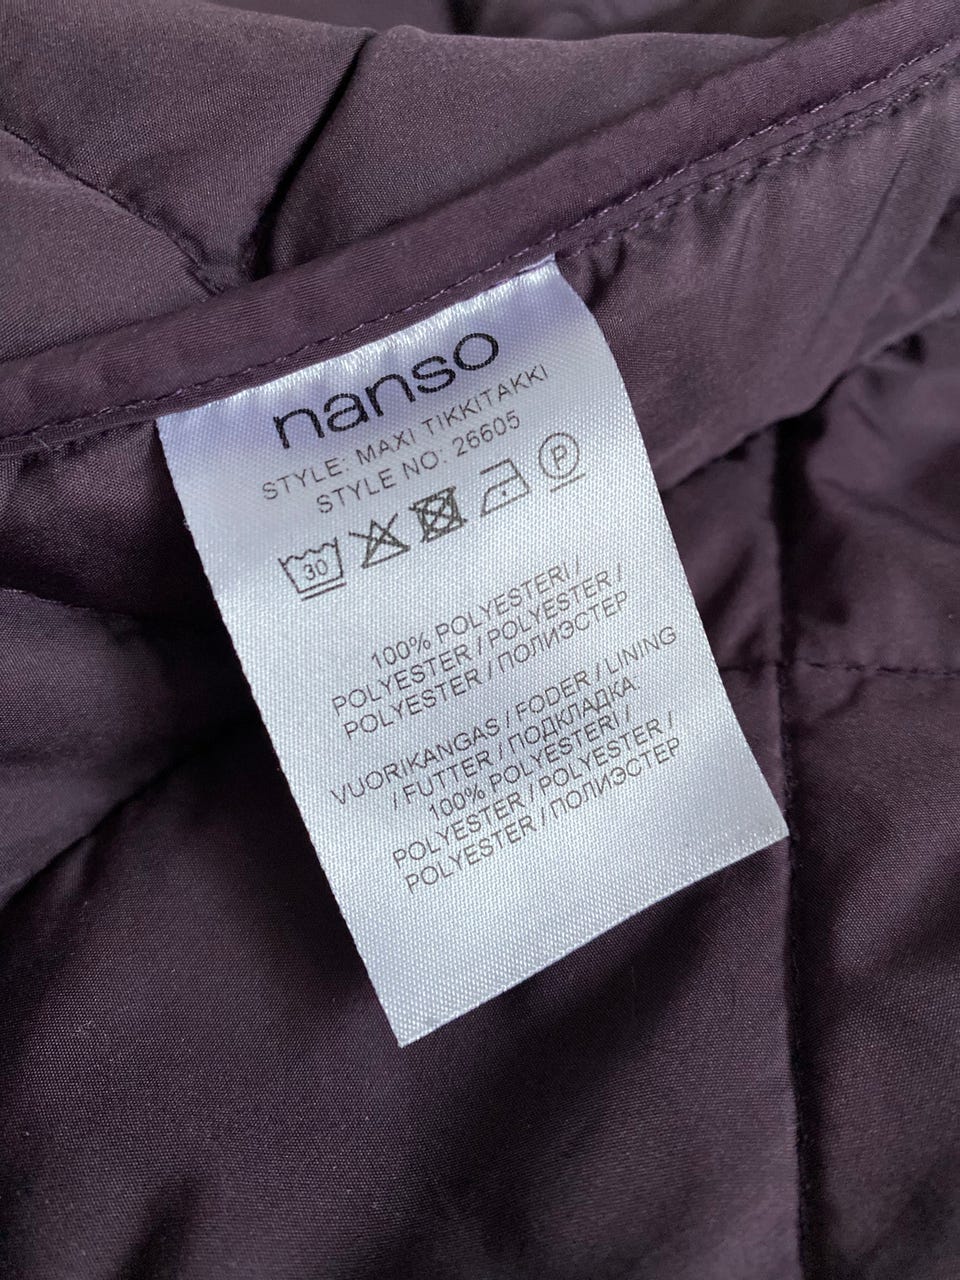 nanso
STYLE: MAXI TIKKITAKKI
STYLE NO: 26605
30 P
100% POLYESTERI /
POLYESTER / POLYESTER /
POLYESTER / ПОЛИЭСТЕР
VUORIKANGAS / FODER / LINING
/ FUTTER / ПОДКЛАДКА:
100% POLYESTERI /
POLYESTER / POLYESTER /
POLYESTER / ПОЛИЭСТЕР